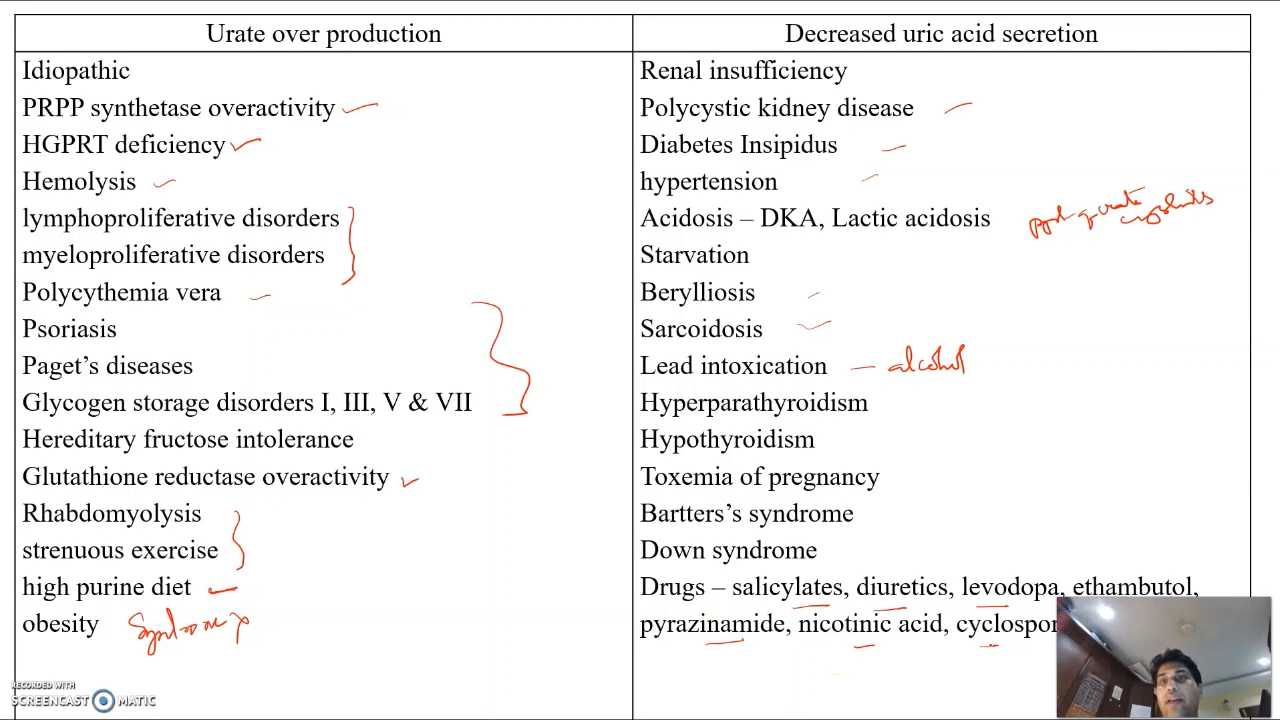 Urate over production
Idiopathic
PRPP synthetase overactivity
HGPRT deficiency
Hemolysis
lymphoproliferative disorders
myeloproliferative disorders
Polycythemia vera
Psoriasis
Paget’s diseases
Glycogen storage disorders I, III, V & VII
Hereditary fructose intolerance
Glutathione reductase overactivity
Rhabdomyolysis
strenuous exercise
high purine diet
obesity Syndrome X
Decreased uric acid secretion
Renal insufficiency
Polycystic kidney disease
Diabetes Insipidus
hypertension
Acidosis – DKA, Lactic acidosis
urate
Starvation
Berylliosis
Sarcoidosis
Lead intoxication — alcohol
Hyperparathyroidism
Hypothyroidism
Toxemia of pregnancy
Bartters’s syndrome
Down syndrome
Drugs – salicylates, diuretics, levodopa, ethambutol,
pyrazinamide, nicotinic acid,
RECORDED WITH
SCREENCAST MATIC